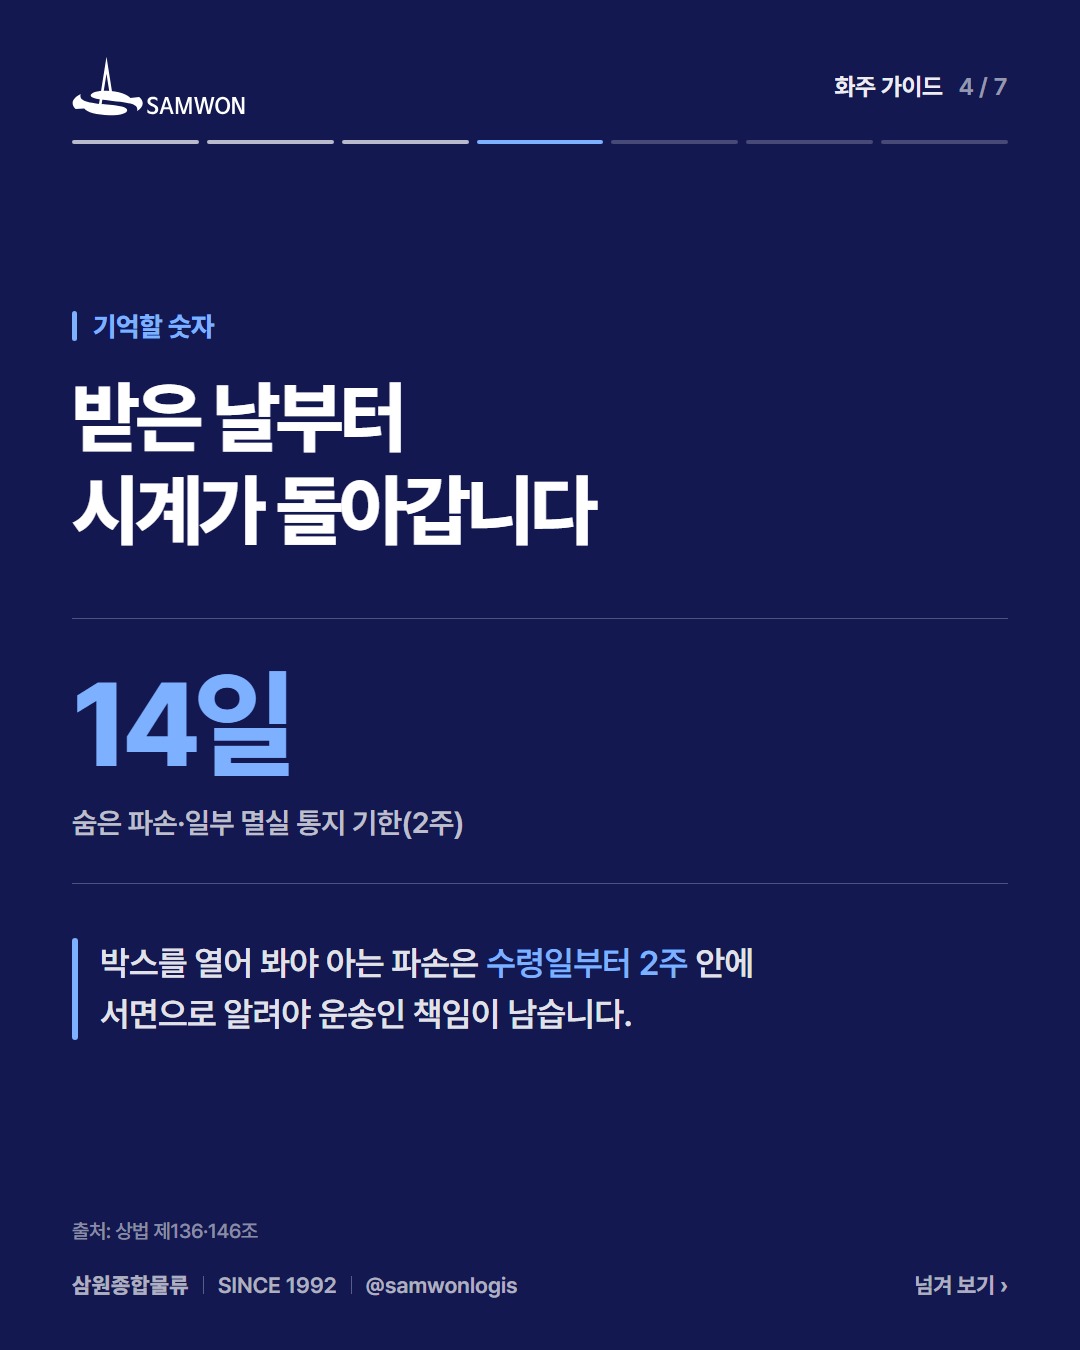 SAMWON
화주 가이드 4 / 7
기억할 숫자
받은 날부터
시계가 돌아갑니다
14일
숨은 파손·일부 멸실 통지 기한(2주)
박스를 열어 봐야 아는 파손은 수령일부터 2주 안에
서면으로 알려야 운송인 책임이 남습니다.
출처: 상법 제136·146조
삼원종합물류 | SINCE 1992 | @samwonlogis
넘겨 보기 ›